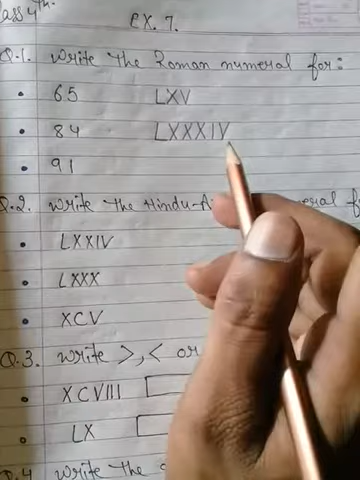 ass 4th.
EX. 7.
Q.1. Write the Roman numeral for:
• 65 LXV
• 84 LXXXIV
• 91
Q.2. Write the Hindu-A
• LXXIV
• LXXX
• XCV
Q.3. Write >, < or
• XCVIII
• LX
Q.4 Write the